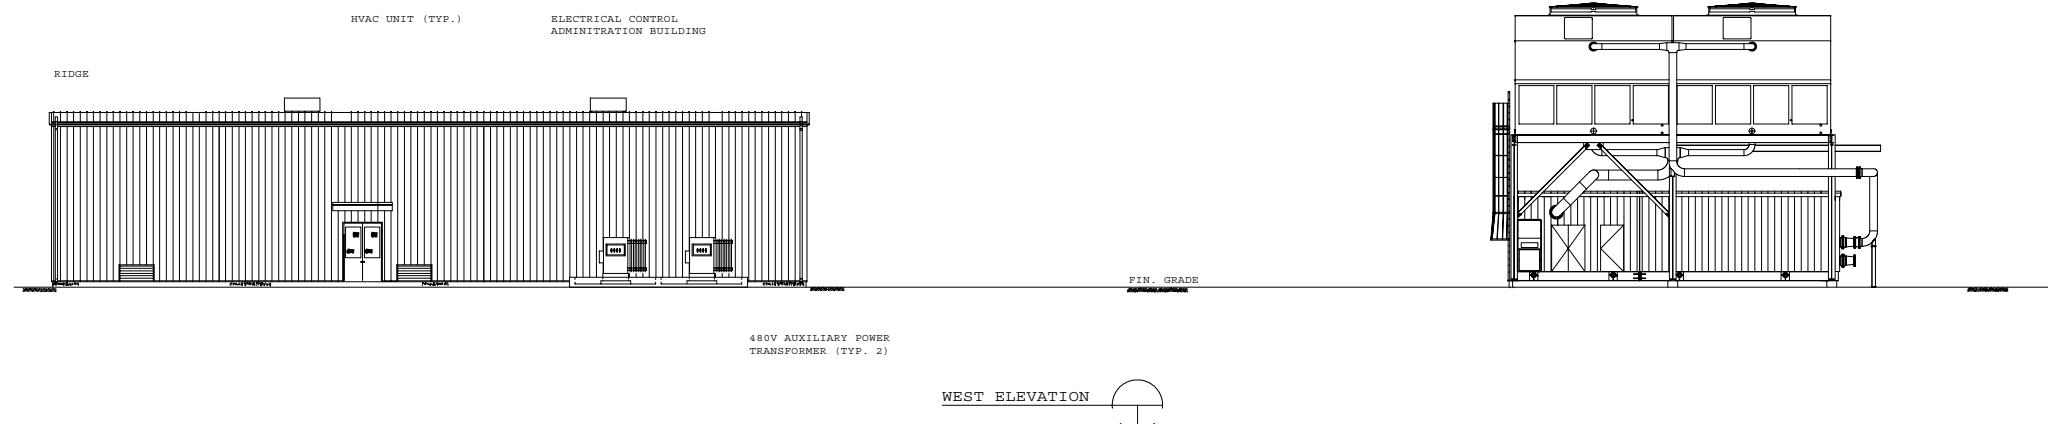 HVAC UNIT (TYP.)
ELECTRICAL CONTROL
ADMINITRATION BUILDING
RIDGE
FIN. GRADE
480V AUXILIARY POWER
TRANSFORMER (TYP. 2)
WEST ELEVATION